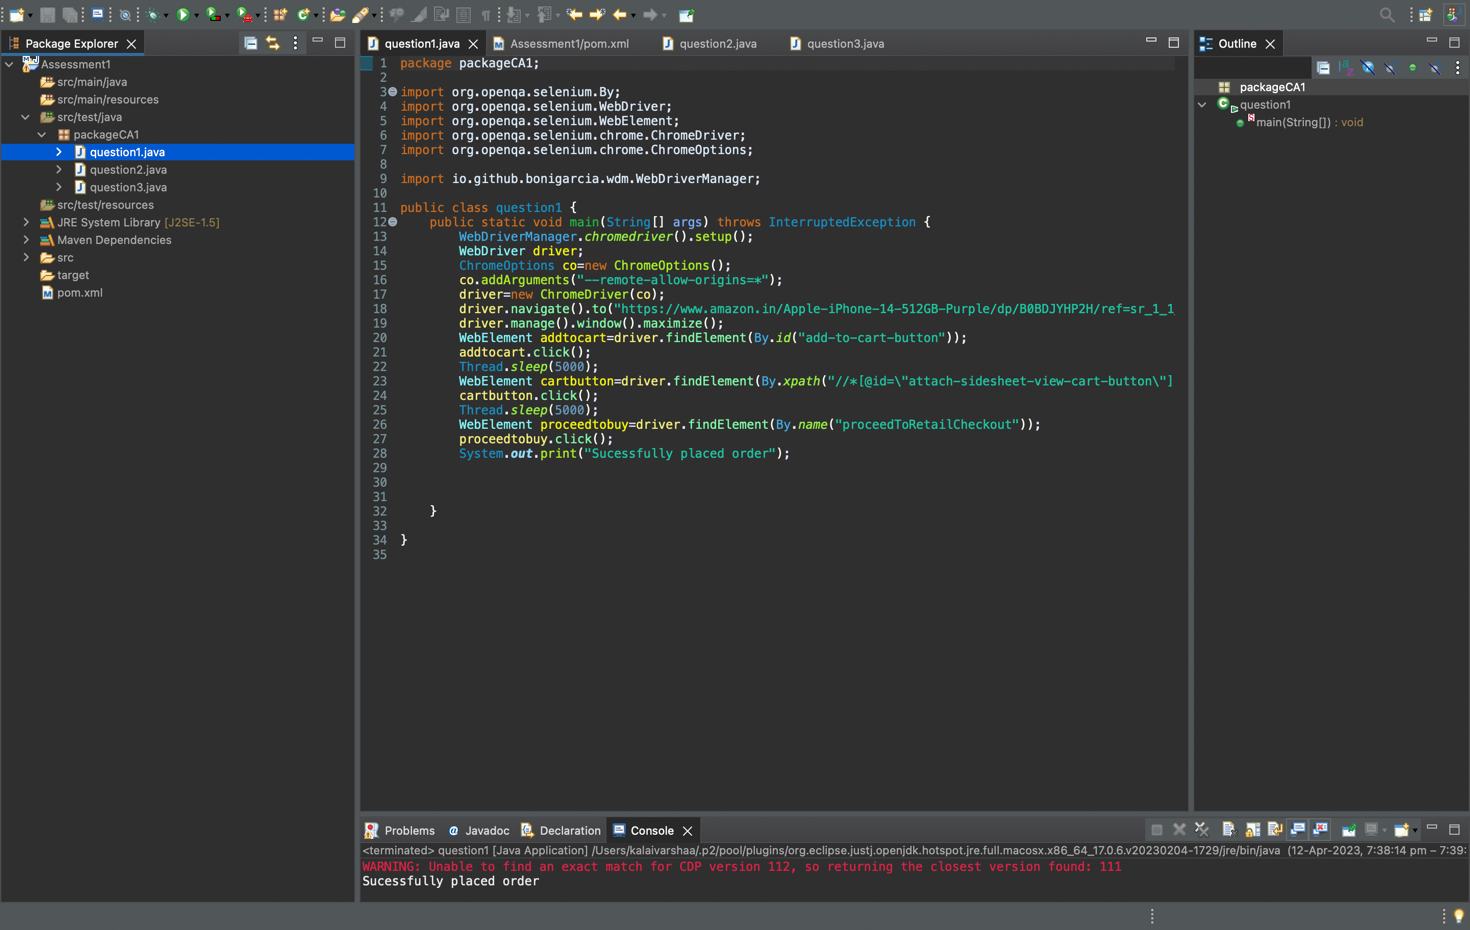 Package Explorer
Assessment1
src/main/java
src/main/resources
src/test/java
packageCA1
question1.java
question2.java
question3.java
src/test/resources
JRE System Library [J2SE-1.5]
Maven Dependencies
src
target
pom.xml
question1.java
Assessment1/pom.xml
question2.java
question3.java
1 package packageCA1;
2
3 import org.openqa.selenium.By;
4 import org.openqa.selenium.WebDriver;
5 import org.openqa.selenium.WebElement;
6 import org.openqa.selenium.chrome.ChromeDriver;
7 import org.openqa.selenium.chrome.ChromeOptions;
8
9 import io.github.bonigarcia.wdm.WebDriverManager;
10
11 public class question1 {
12 public static void main(String[] args) throws InterruptedException {
13 WebDriverManager.chromedriver().setup();
14 WebDriver driver;
15 ChromeOptions co=new ChromeOptions();
16 co.addArguments("--remote-allow-origins=*");
17 driver=new ChromeDriver(co);
18 driver.navigate().to("https://www.amazon.in/Apple-iPhone-14-512GB-Purple/dp/B0BDJYHP2H/ref=sr_1_1
19 driver.manage().window().maximize();
20 WebElement addtocart=driver.findElement(By.id("add-to-cart-button"));
21 addtocart.click();
22 Thread.sleep(5000);
23 WebElement cartbutton=driver.findElement(By.xpath("//*[@id=\"attach-sidesheet-view-cart-button\"]
24 cartbutton.click();
25 Thread.sleep(5000);
26 WebElement proceedtobuy=driver.findElement(By.name("proceedToRetailCheckout"));
27 proceedtobuy.click();
28 System.out.print("Sucessfully placed order");
29
30
31
32 }
33
34 }
35
Outline
packageCA1
question1
main(String[]) : void
Problems
Javadoc
Declaration
Console
<terminated> question1 [Java Application] /Users/kalaivarshaa/.p2/pool/plugins/org.eclipse.justj.openjdk.hotspot.jre.full.macosx.x86_64_17.0.6.v20230204-1729/jre/bin/java (12-Apr-2023, 7:38:14 pm – 7:39:
WARNING: Unable to find an exact match for CDP version 112, so returning the closest version found: 111
Sucessfully placed order